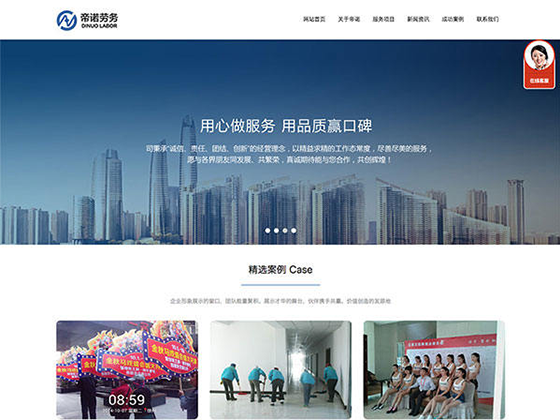 帝诺劳务
DINUO LABOR
网站首页 关于帝诺 服务项目 新闻资讯 成功案例 联系我们
在线客服
用心做服务 用品质赢口碑
司秉承“诚信、责任、团结、创新”的经营理念，以精益求精的工作态度，尽善尽美的服务，
愿与各界朋友同发展、共繁荣，真诚期待能与您合作，共创辉煌！
精选案例 Case
企业形象展示的窗口、团队能量聚积、展示才华的舞台、伙伴携手共赢、价值创造的发源地
08:59